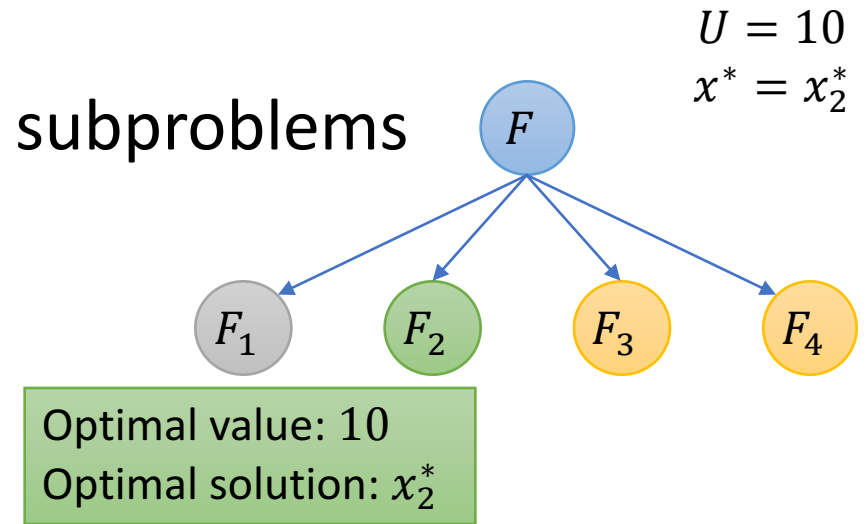 U = 10
x* = x₂*
subproblems
F
F₁ F₂ F₃ F₄
Optimal value: 10
Optimal solution: x₂*